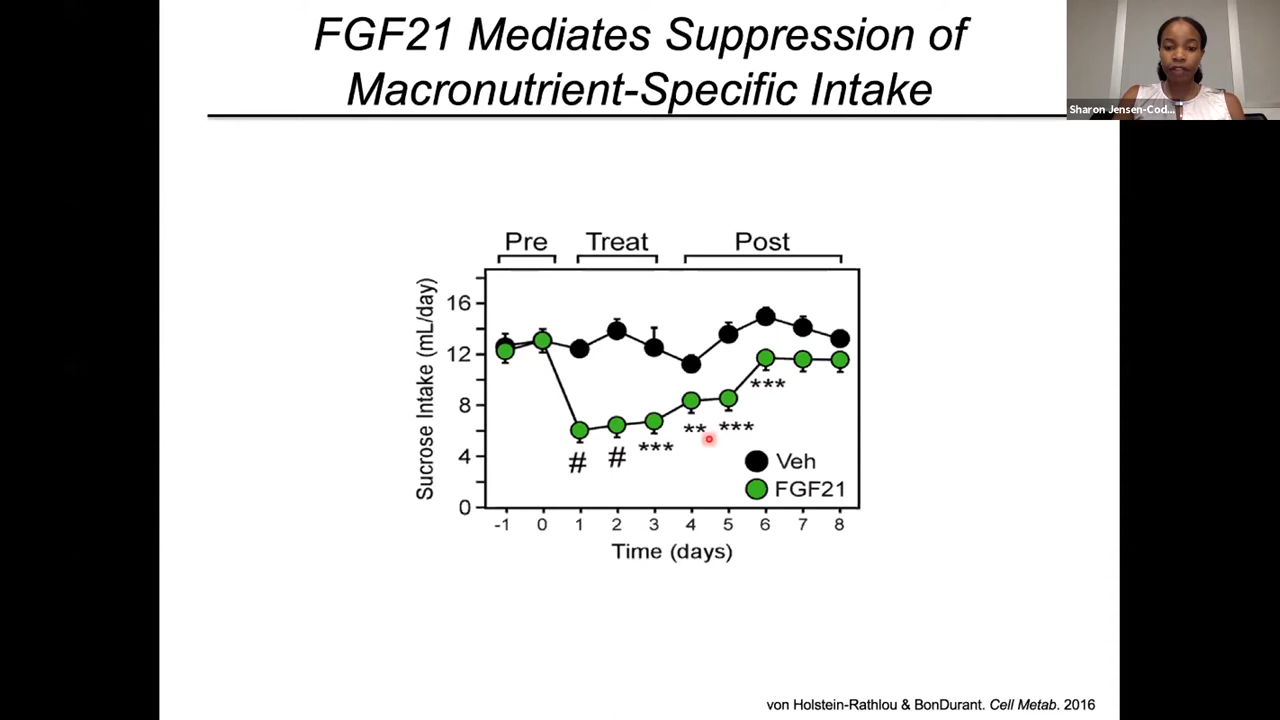 FGF21 Mediates Suppression of
Macronutrient-Specific Intake
Sharon Jensen-Cod...
Pre Treat Post
Sucrose Intake (mL/day)
16
12
8
4
0
***
** ***
# # ***
Veh
FGF21
-1 0 1 2 3 4 5 6 7 8
Time (days)
von Holstein-Rathlou & BonDurant. Cell Metab. 2016